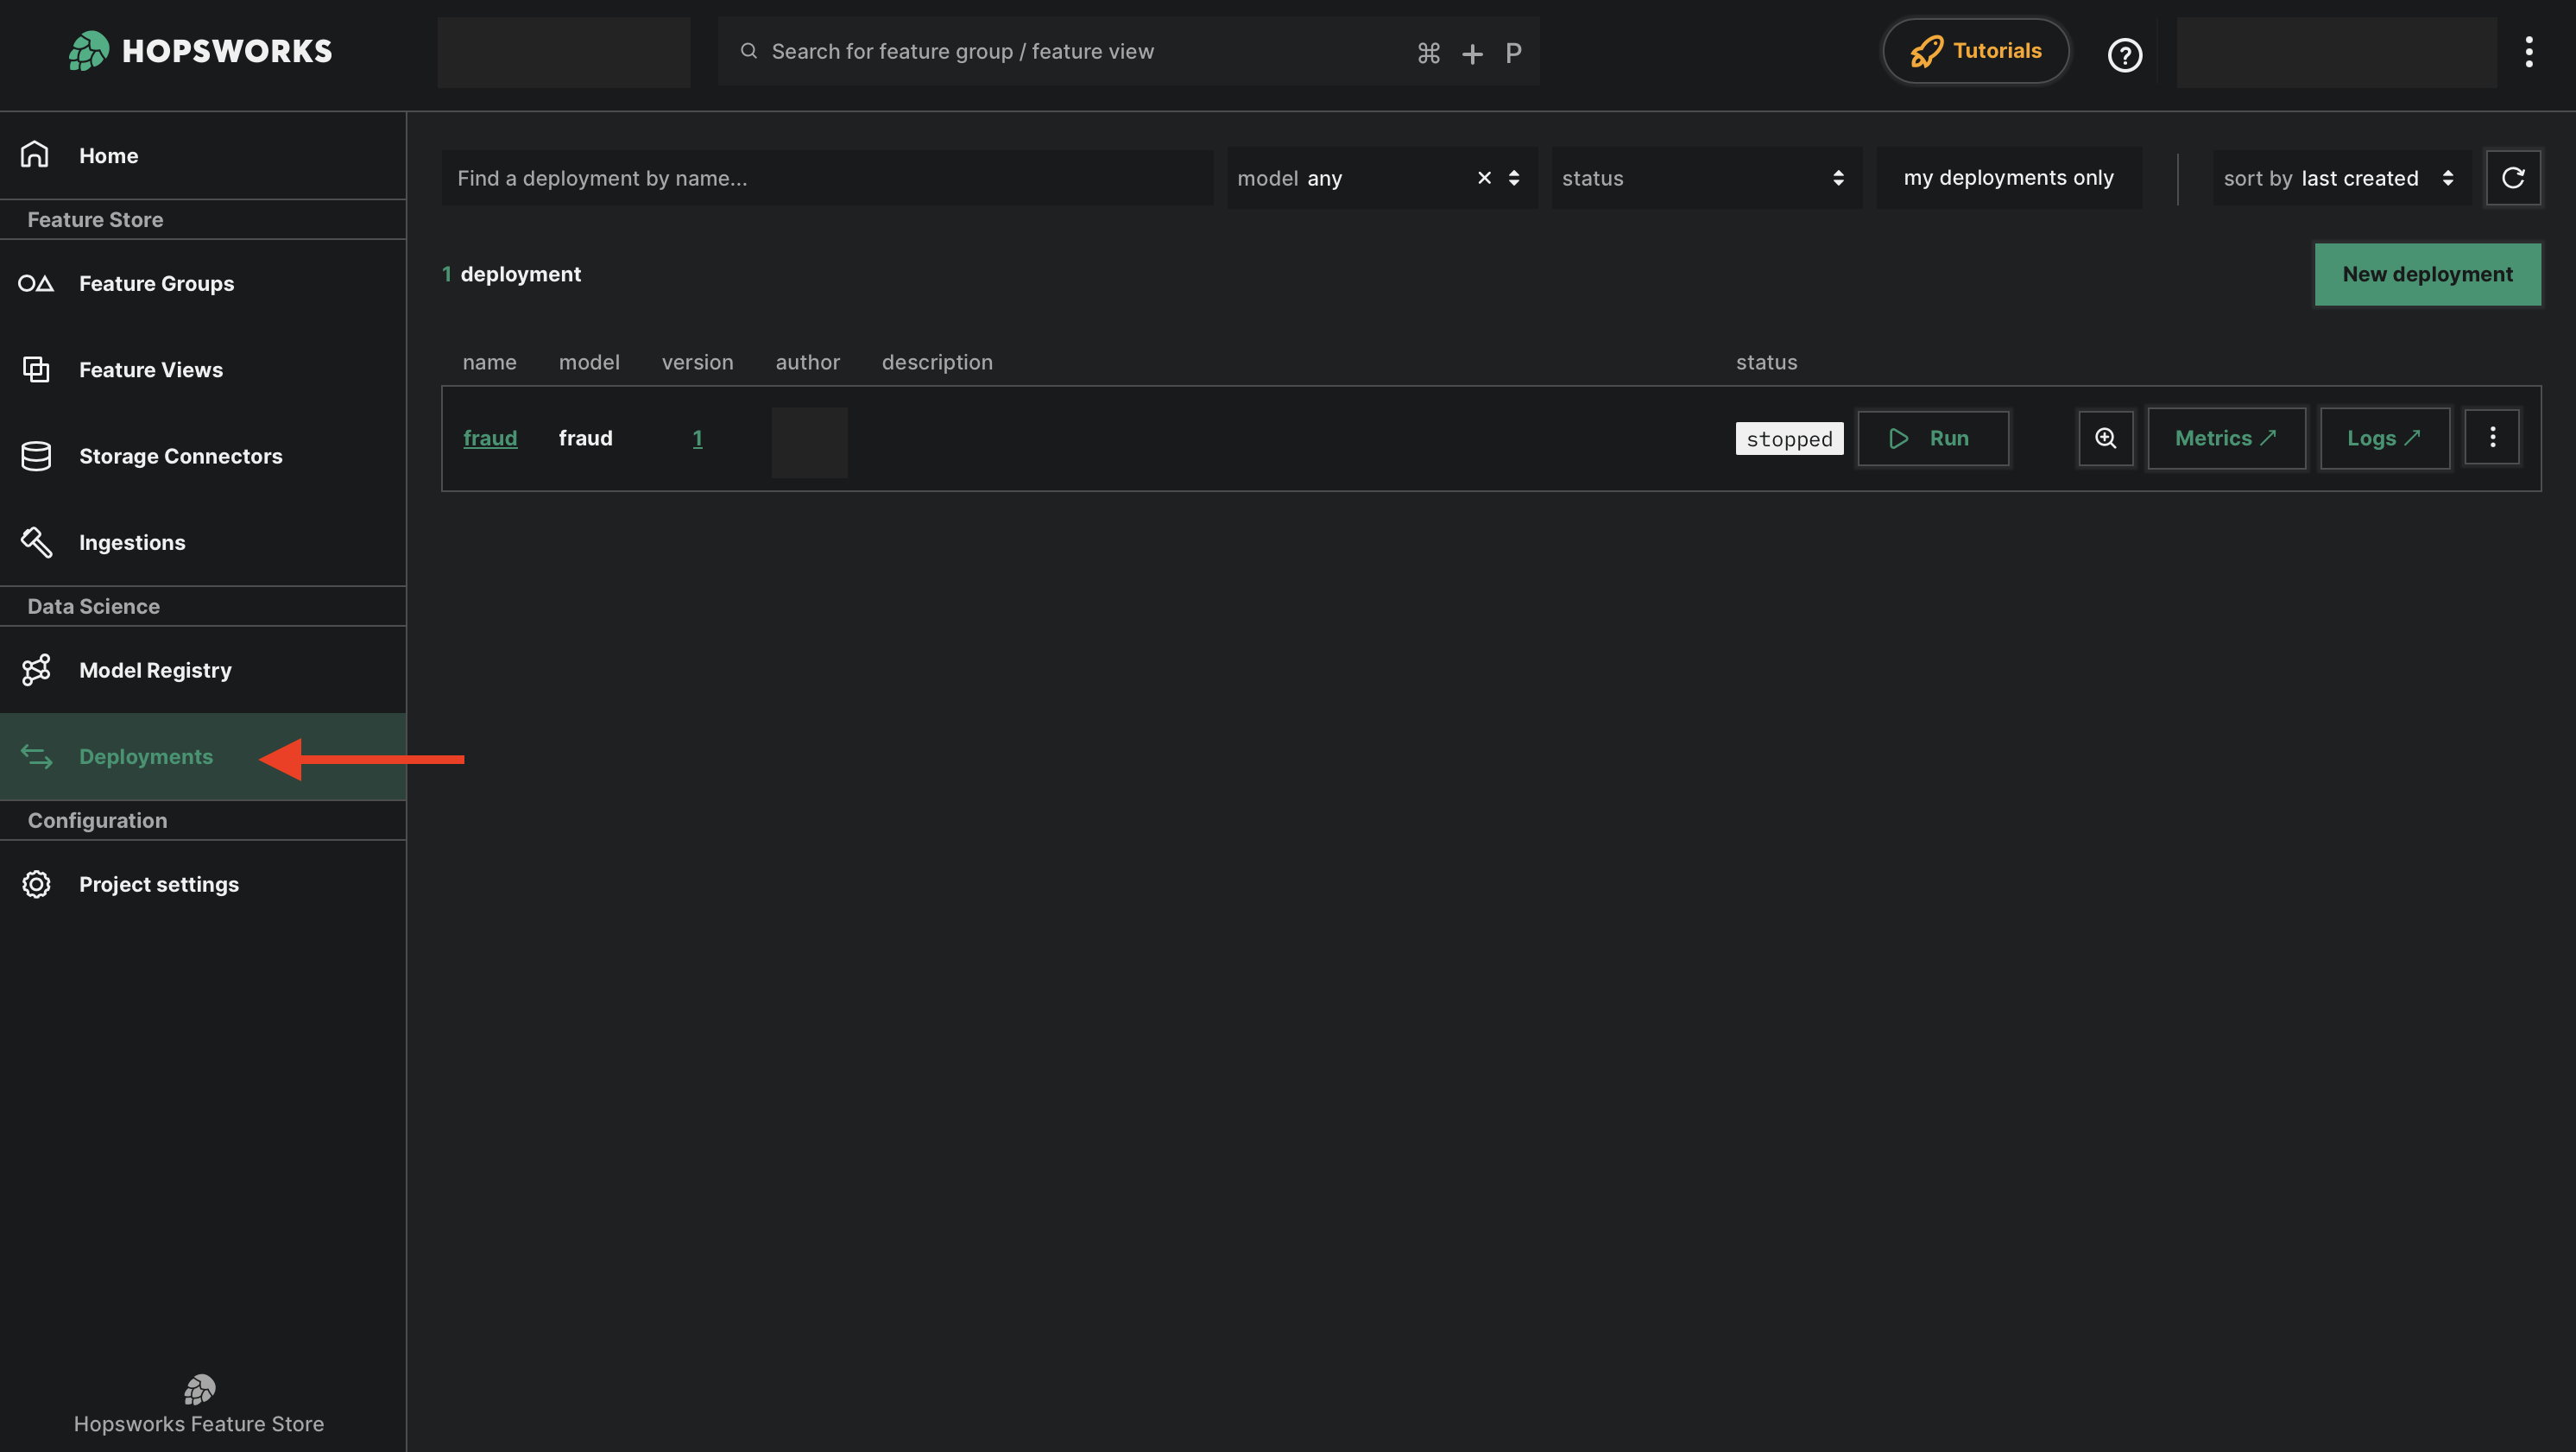 HOPSWORKS
Search for feature group / feature view ⌘ + P
Tutorials
?
Home
Feature Store
Feature Groups
Feature Views
Storage Connectors
Ingestions
Data Science
Model Registry
Deployments
Configuration
Project settings
Hopsworks Feature Store
Find a deployment by name... model any status my deployments only sort by last created
1 deployment New deployment
name model version author description status
fraud fraud 1 stopped Run Metrics ↗ Logs ↗